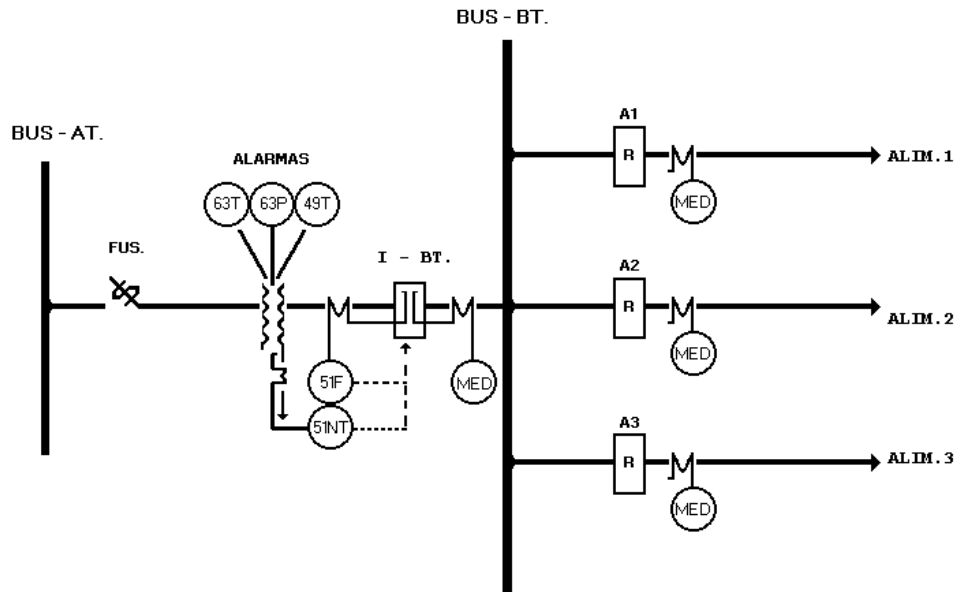 BUS - BT.
BUS - AT.
ALARMAS
63T 63P 49T
FUS.
I - BT.
51F
51NT
MED
A1
R
MED
ALIM.1
A2
R
MED
ALIM.2
A3
R
MED
ALIM.3